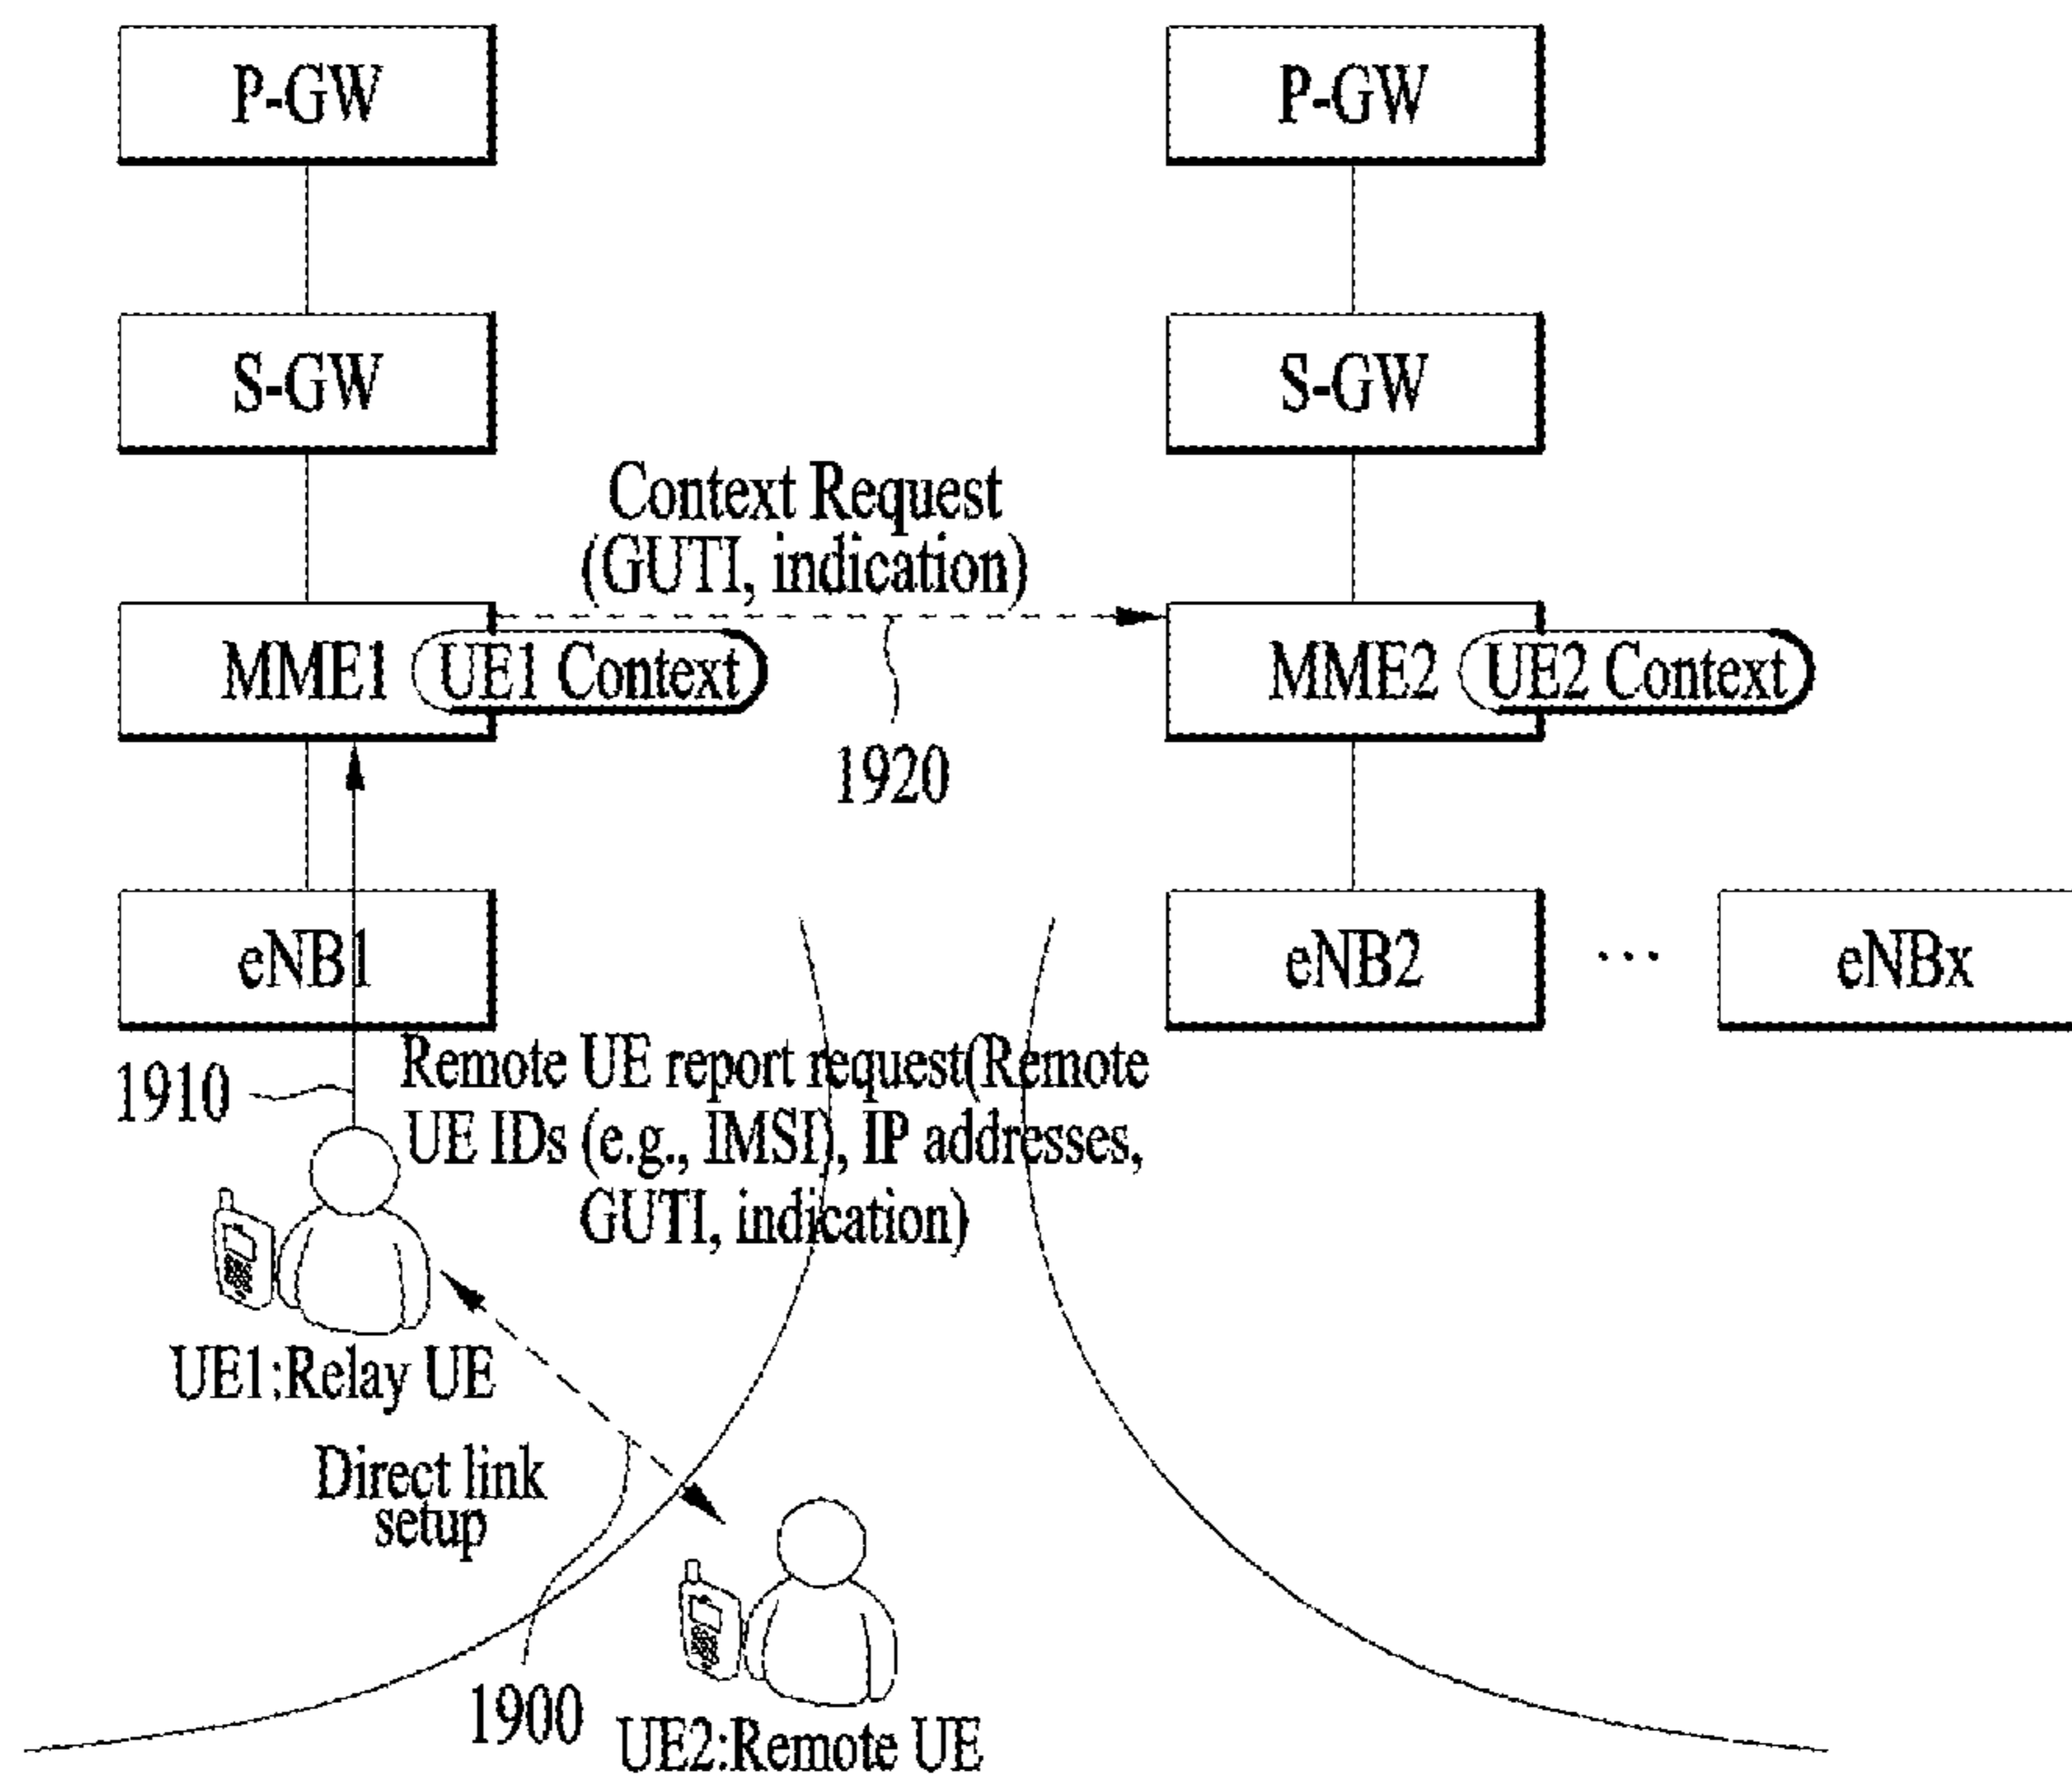 P-GW
P-GW
S-GW
S-GW
Context Request
(GUTI, indication)
MME1
UE1 Context
MME2
UE2 Context
1920
eNB1
eNB2
...
eNBx
1910
Remote UE report request(Remote
UE IDs (e.g., IMSI), IP addresses,
GUTI, indication)
UE1:Relay UE
Direct link
setup
1900
UE2:Remote UE